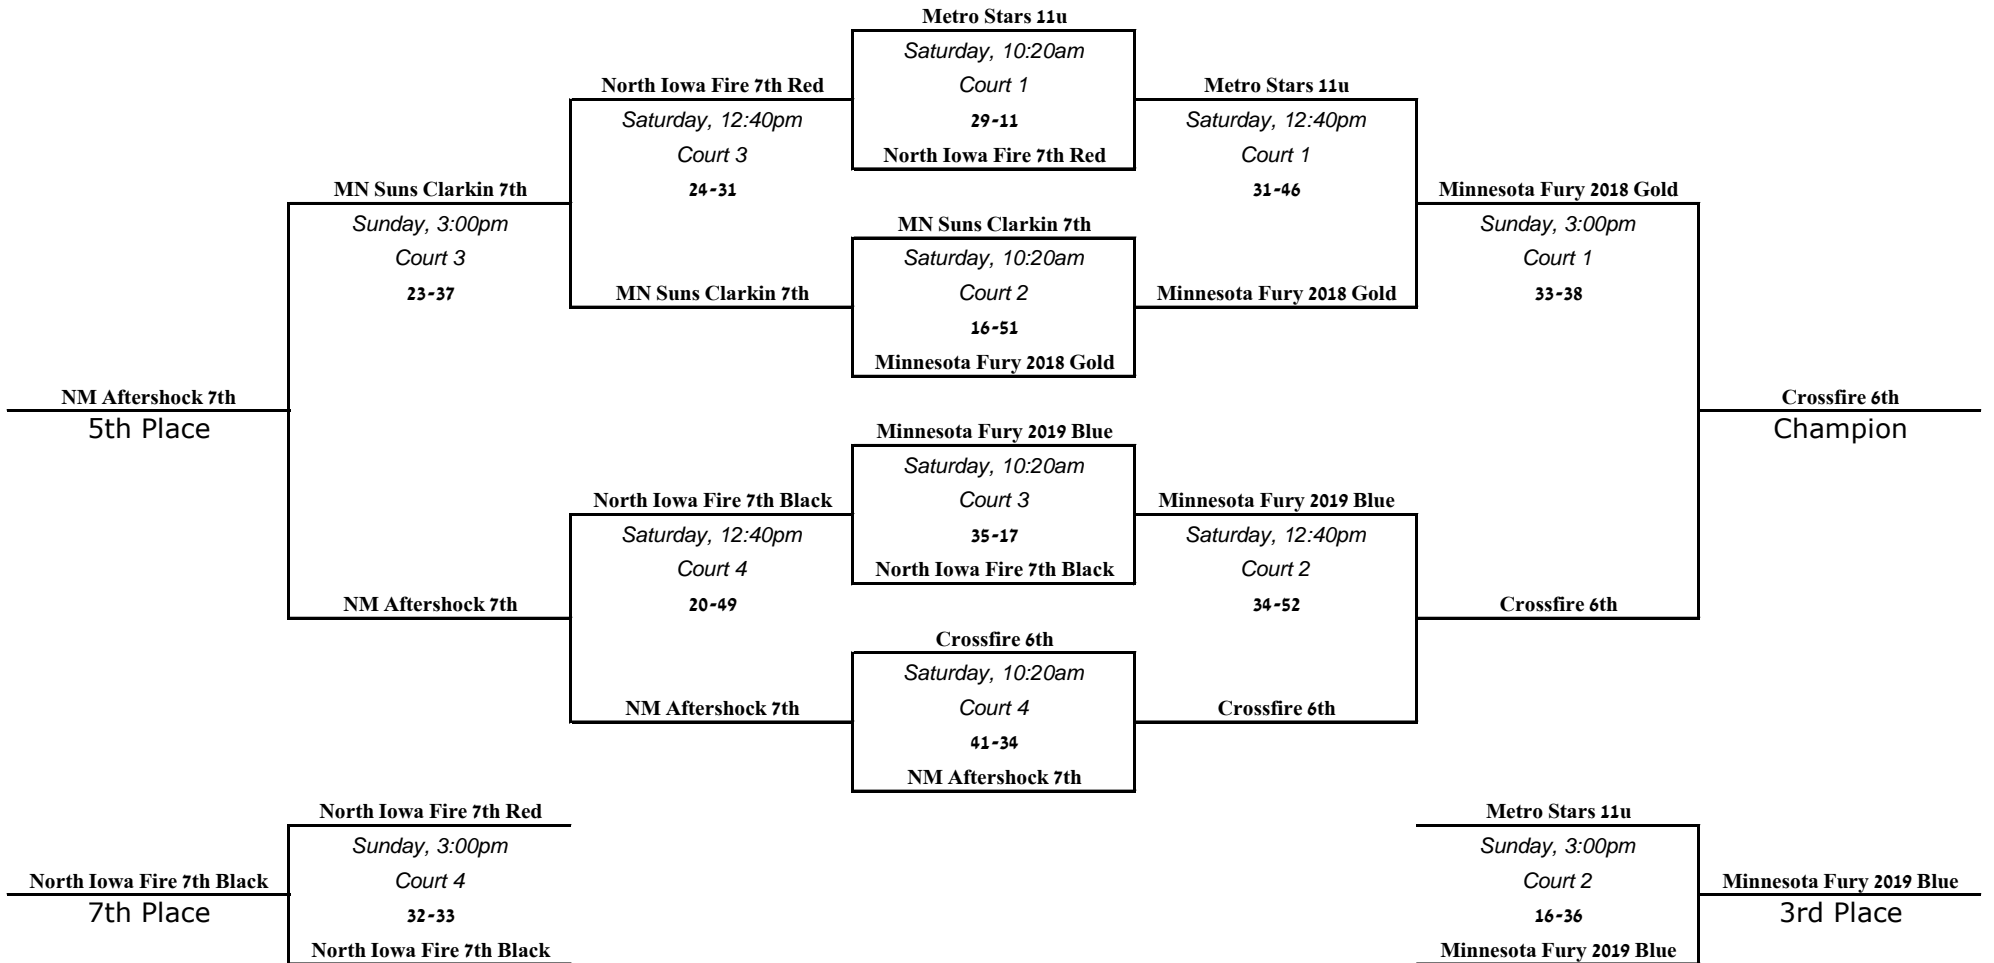 Metro Stars 11u
Saturday, 10:20am
North Iowa Fire 7th Red Court 1 Metro Stars 11u
Saturday, 12:40pm 29-11 Saturday, 12:40pm
Court 3 North Iowa Fire 7th Red Court 1
MN Suns Clarkin 7th 24-31 31-46 Minnesota Fury 2018 Gold
Sunday, 3:00pm MN Suns Clarkin 7th Sunday, 3:00pm
Court 3 Saturday, 10:20am Court 1
23-37 MN Suns Clarkin 7th Court 2 Minnesota Fury 2018 Gold 33-38
16-51
Minnesota Fury 2018 Gold
NM Aftershock 7th Crossfire 6th
5th Place Minnesota Fury 2019 Blue Champion
Saturday, 10:20am
North Iowa Fire 7th Black Court 3 Minnesota Fury 2019 Blue
Saturday, 12:40pm 35-17 Saturday, 12:40pm
Court 4 North Iowa Fire 7th Black Court 2
NM Aftershock 7th 20-49 34-52 Crossfire 6th
Crossfire 6th
Saturday, 10:20am
NM Aftershock 7th Court 4 Crossfire 6th
41-34
NM Aftershock 7th
North Iowa Fire 7th Red Metro Stars 11u
Sunday, 3:00pm Sunday, 3:00pm
North Iowa Fire 7th Black Court 4 Court 2 Minnesota Fury 2019 Blue
7th Place 32-33 16-36 3rd Place
North Iowa Fire 7th Black Minnesota Fury 2019 Blue